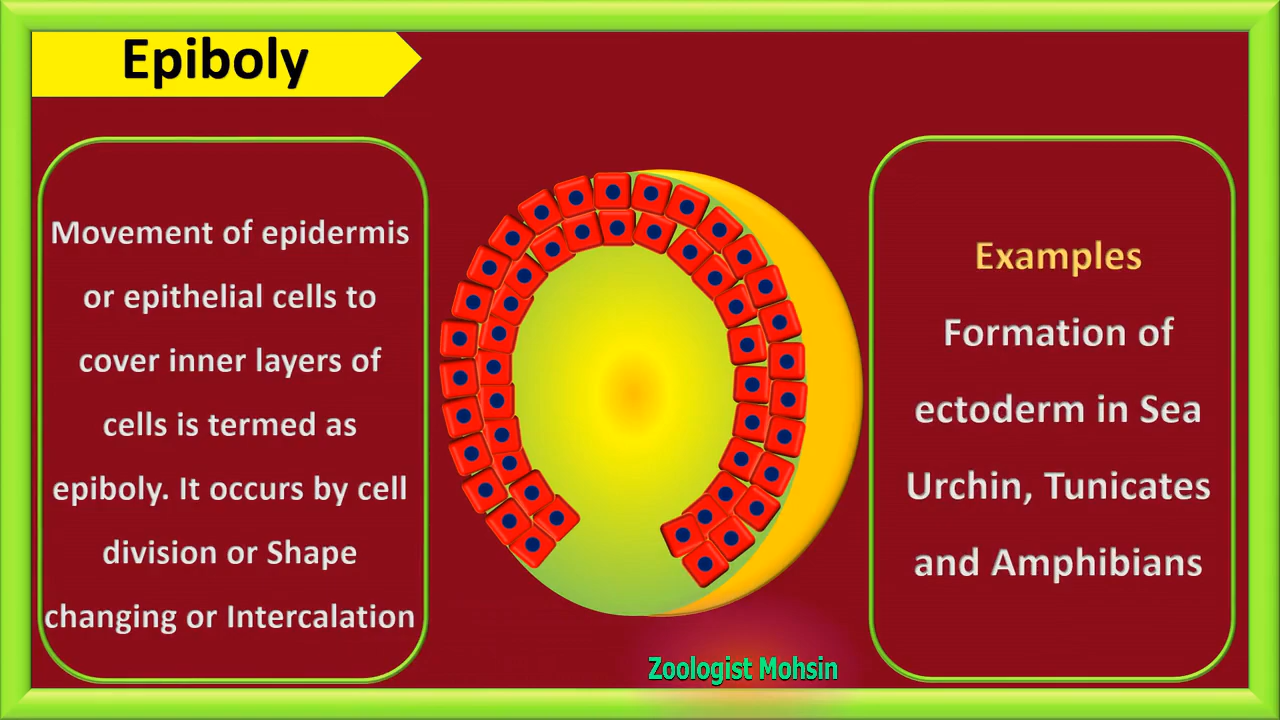 Epiboly
Movement of epidermis
or epithelial cells to
cover inner layers of
cells is termed as
epiboly. It occurs by cell
division or Shape
changing or Intercalation
Examples
Formation of
ectoderm in Sea
Urchin, Tunicates
and Amphibians
Zoologist Mohsin